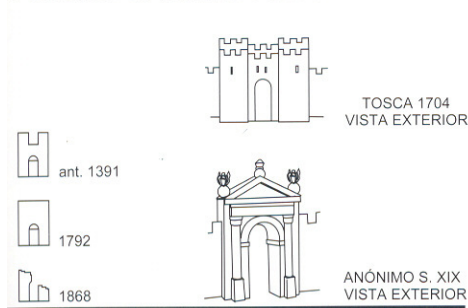 TOSCA 1704
VISTA EXTERIOR
ant. 1391
1792
1868
ANÓNIMO S. XIX
VISTA EXTERIOR